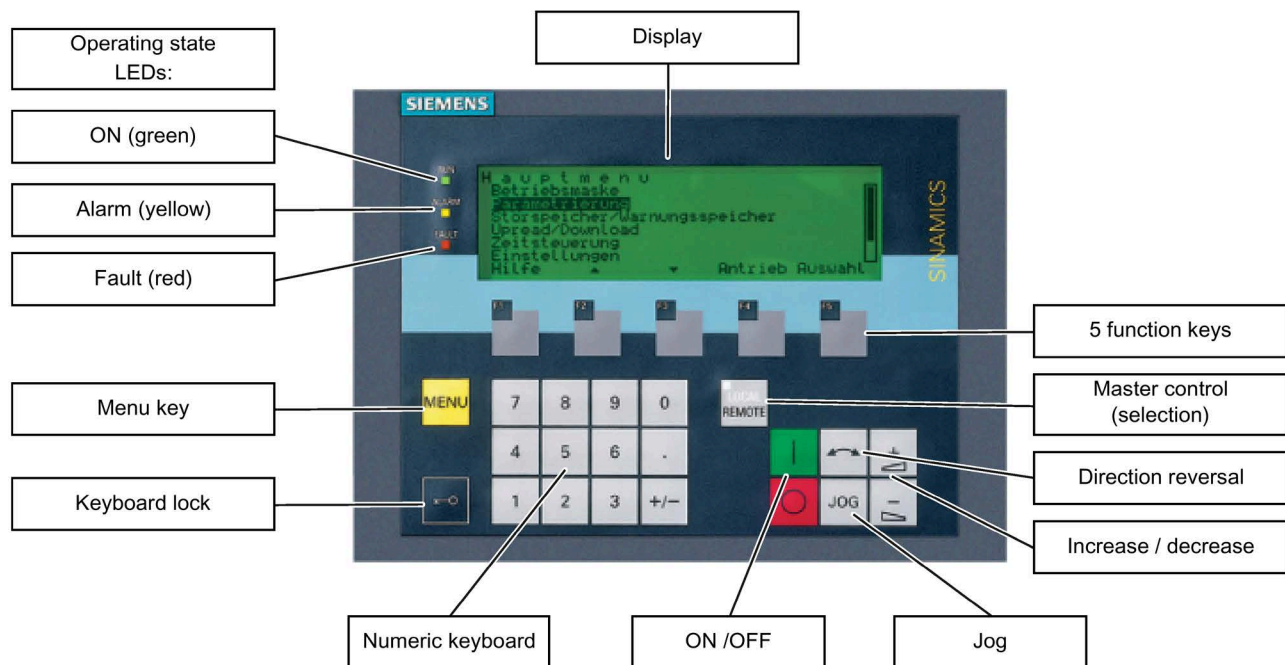 Operating state
LEDs:
Display
SIEMENS
ON (green)
RUN
Hauptmenu
Betriebsmaske
Parametrierung
Alarm (yellow)
ALARM
Störspeicher/Warnungsspeicher
Upread/Download
FAULT
Zeitsteuerung
Einstellungen
Fault (red)
Hilfe Antrieb Auswahl
SINAMICS
F1 F2 F3 F4 F5
5 function keys
Menu key
MENU
7 8 9 0
LOCAL
REMOTE
Master control
(selection)
4 5 6 .
+
Direction reversal
Keyboard lock
1 2 3 +/-
JOG
-
Increase / decrease
Numeric keyboard
ON /OFF
Jog